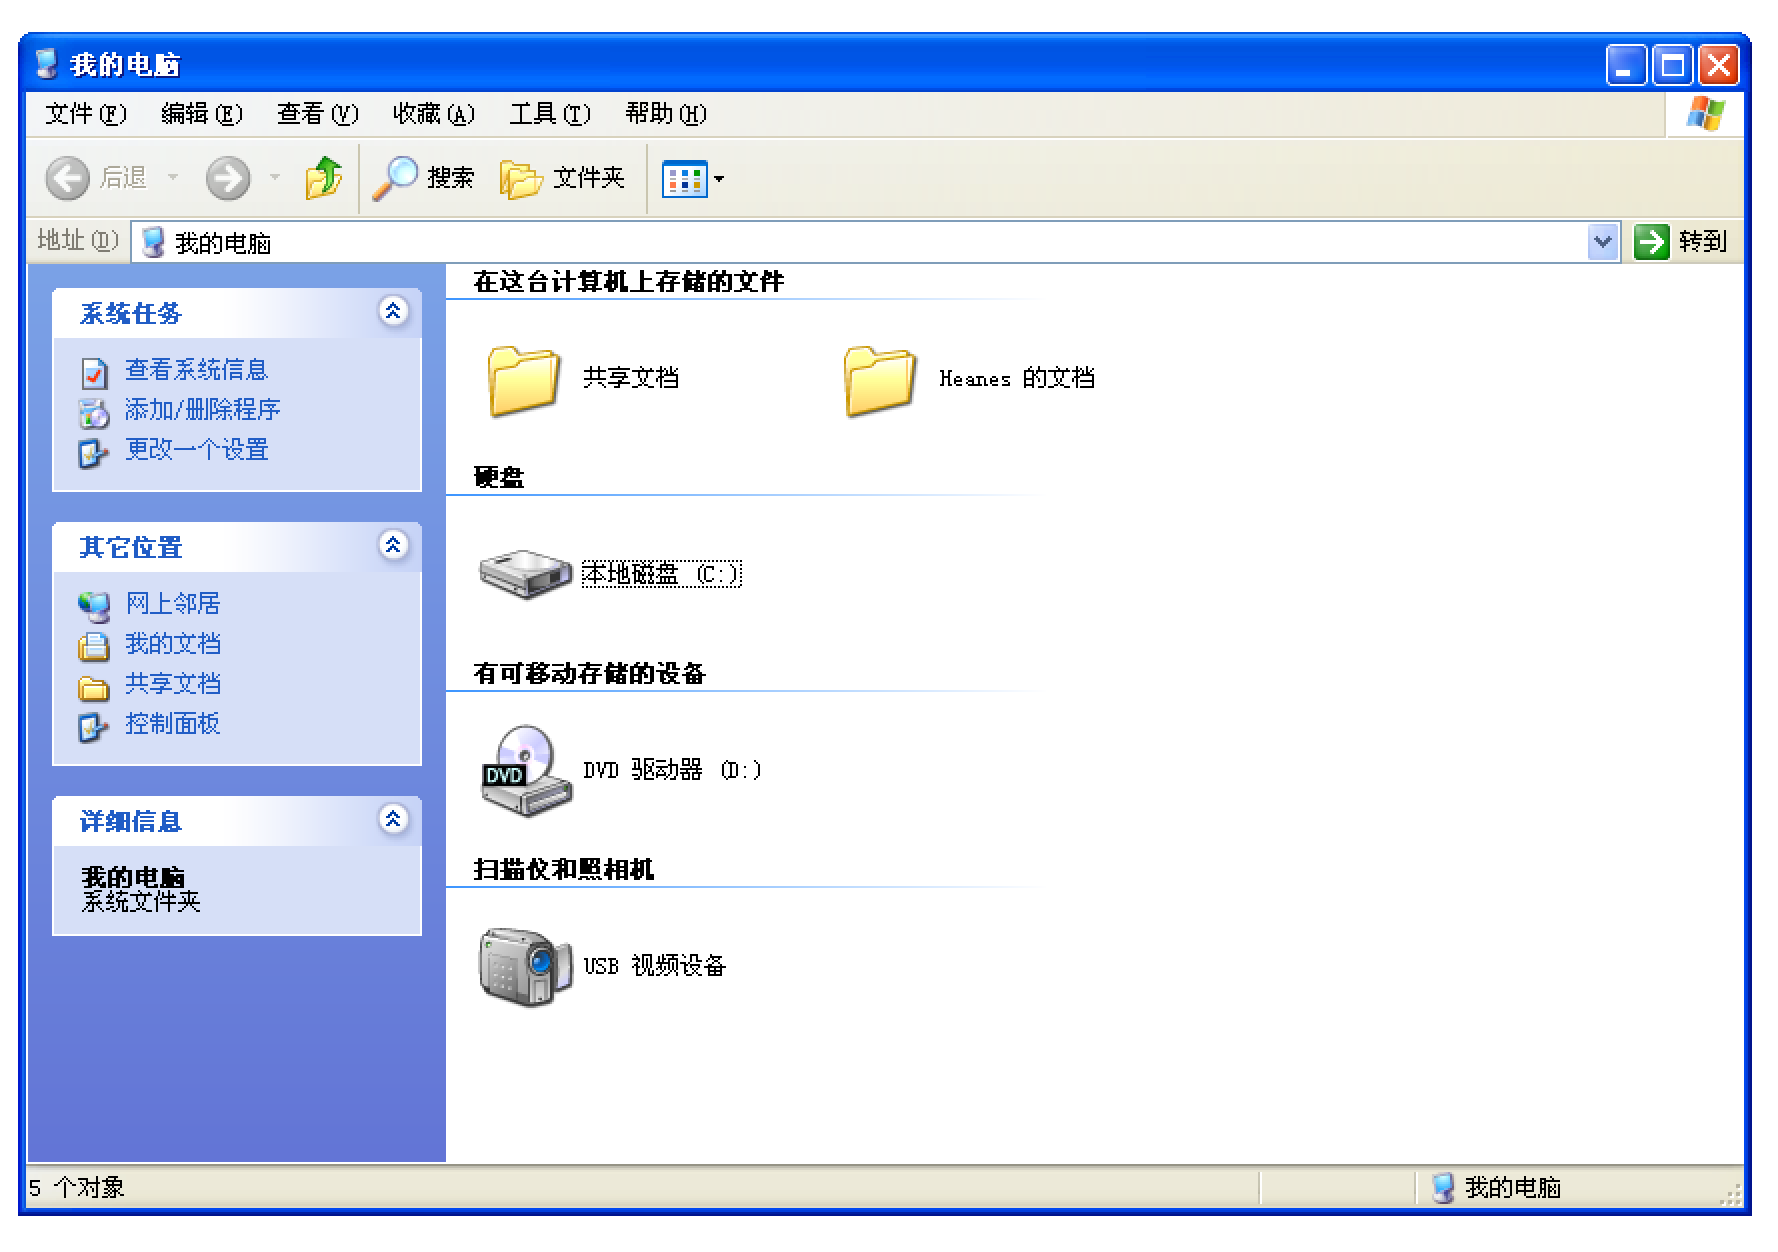 我的电脑
文件(F) 编辑(E) 查看(V) 收藏(A) 工具(T) 帮助(H)
后退 搜索 文件夹
地址(D) 我的电脑 转到
系统任务
查看系统信息
添加/删除程序
更改一个设置
其它位置
网上邻居
我的文档
共享文档
控制面板
详细信息
我的电脑
系统文件夹
在这台计算机上存储的文件
共享文档 Heanes 的文档
硬盘
本地磁盘 (C:)
有可移动存储的设备
DVD
DVD 驱动器 (D:)
扫描仪和照相机
USB 视频设备
5 个对象 我的电脑